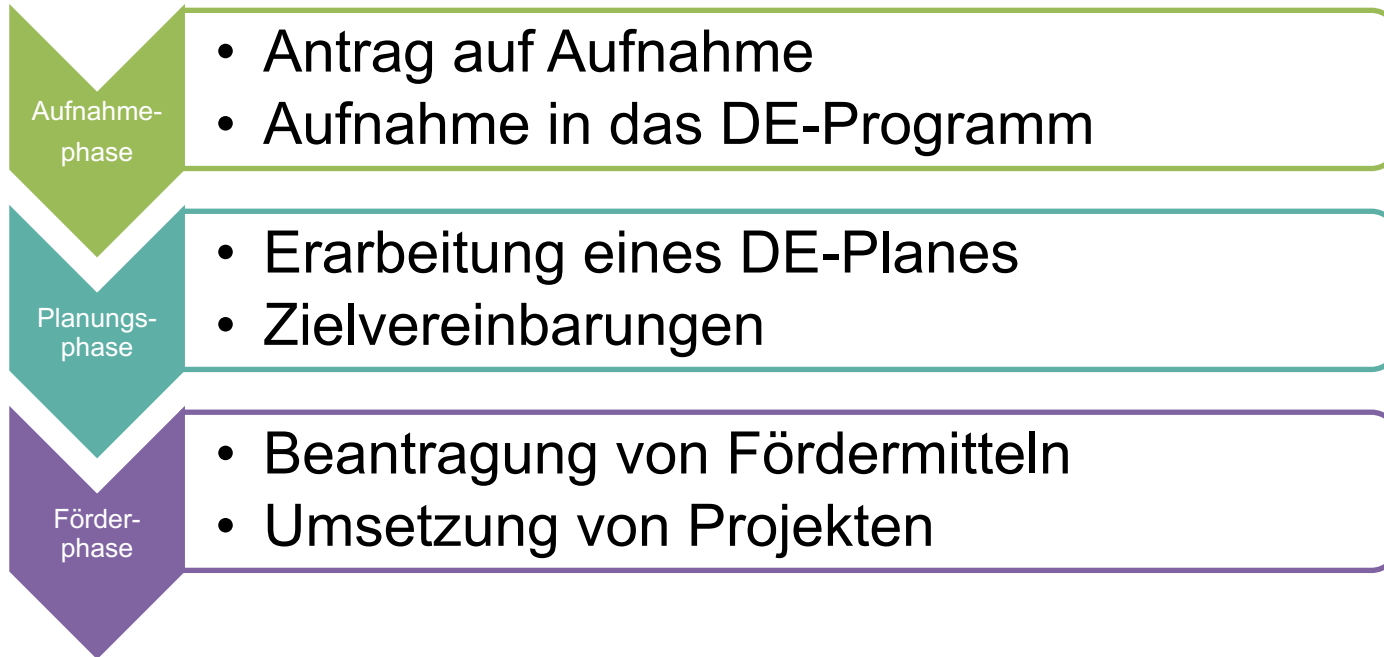 Aufnahme-
phase
• Antrag auf Aufnahme
• Aufnahme in das DE-Programm
Planungs-
phase
• Erarbeitung eines DE-Planes
• Zielvereinbarungen
Förder-
phase
• Beantragung von Fördermitteln
• Umsetzung von Projekten